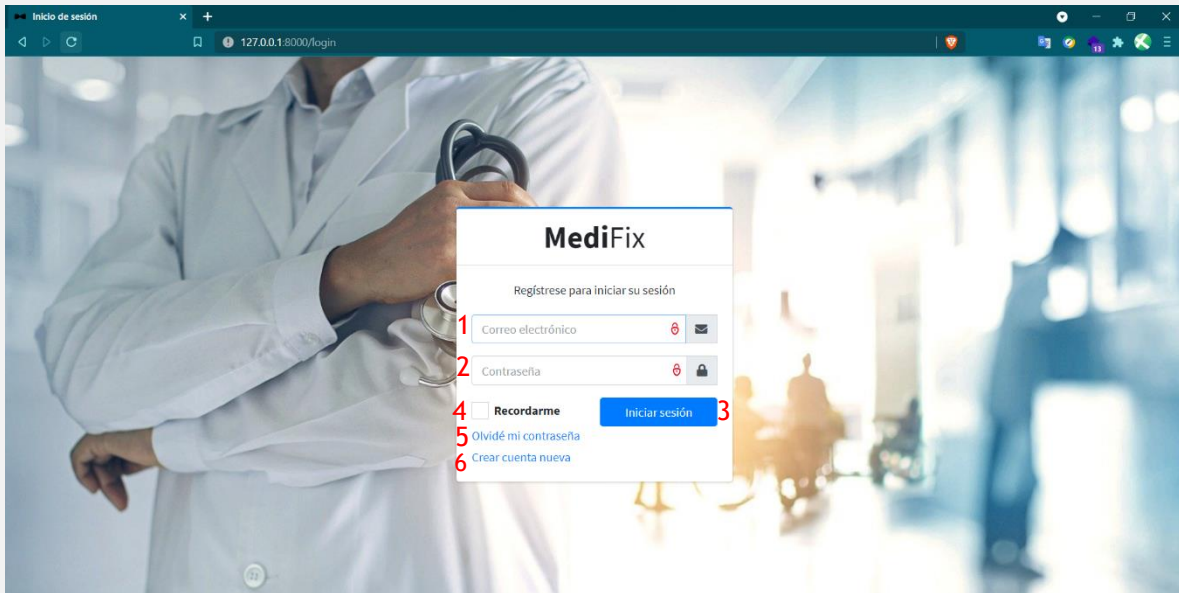 Inicio de sesión
127.0.0.1:8000/login
13
MediFix
Regístrese para iniciar su sesión
1 Correo electrónico
2 Contraseña
4 Recordarme Iniciar sesión 3
5 Olvidé mi contraseña
6 Crear cuenta nueva